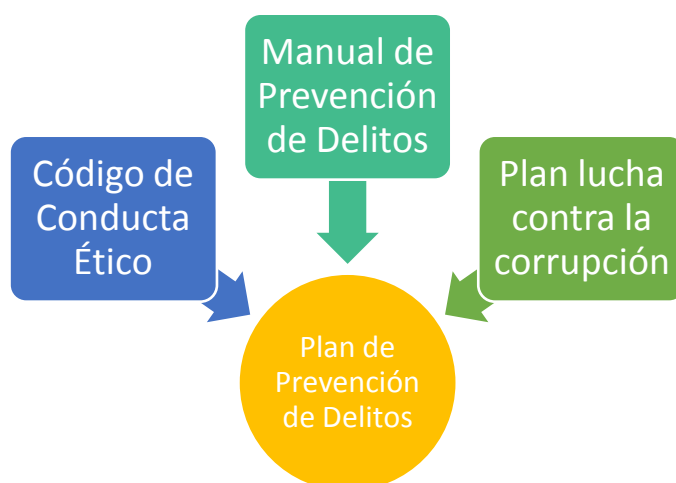 Manual de
Prevención
de Delitos
Código de
Conducta
Ético
Plan lucha
contra la
corrupción
Plan de
Prevención
de Delitos